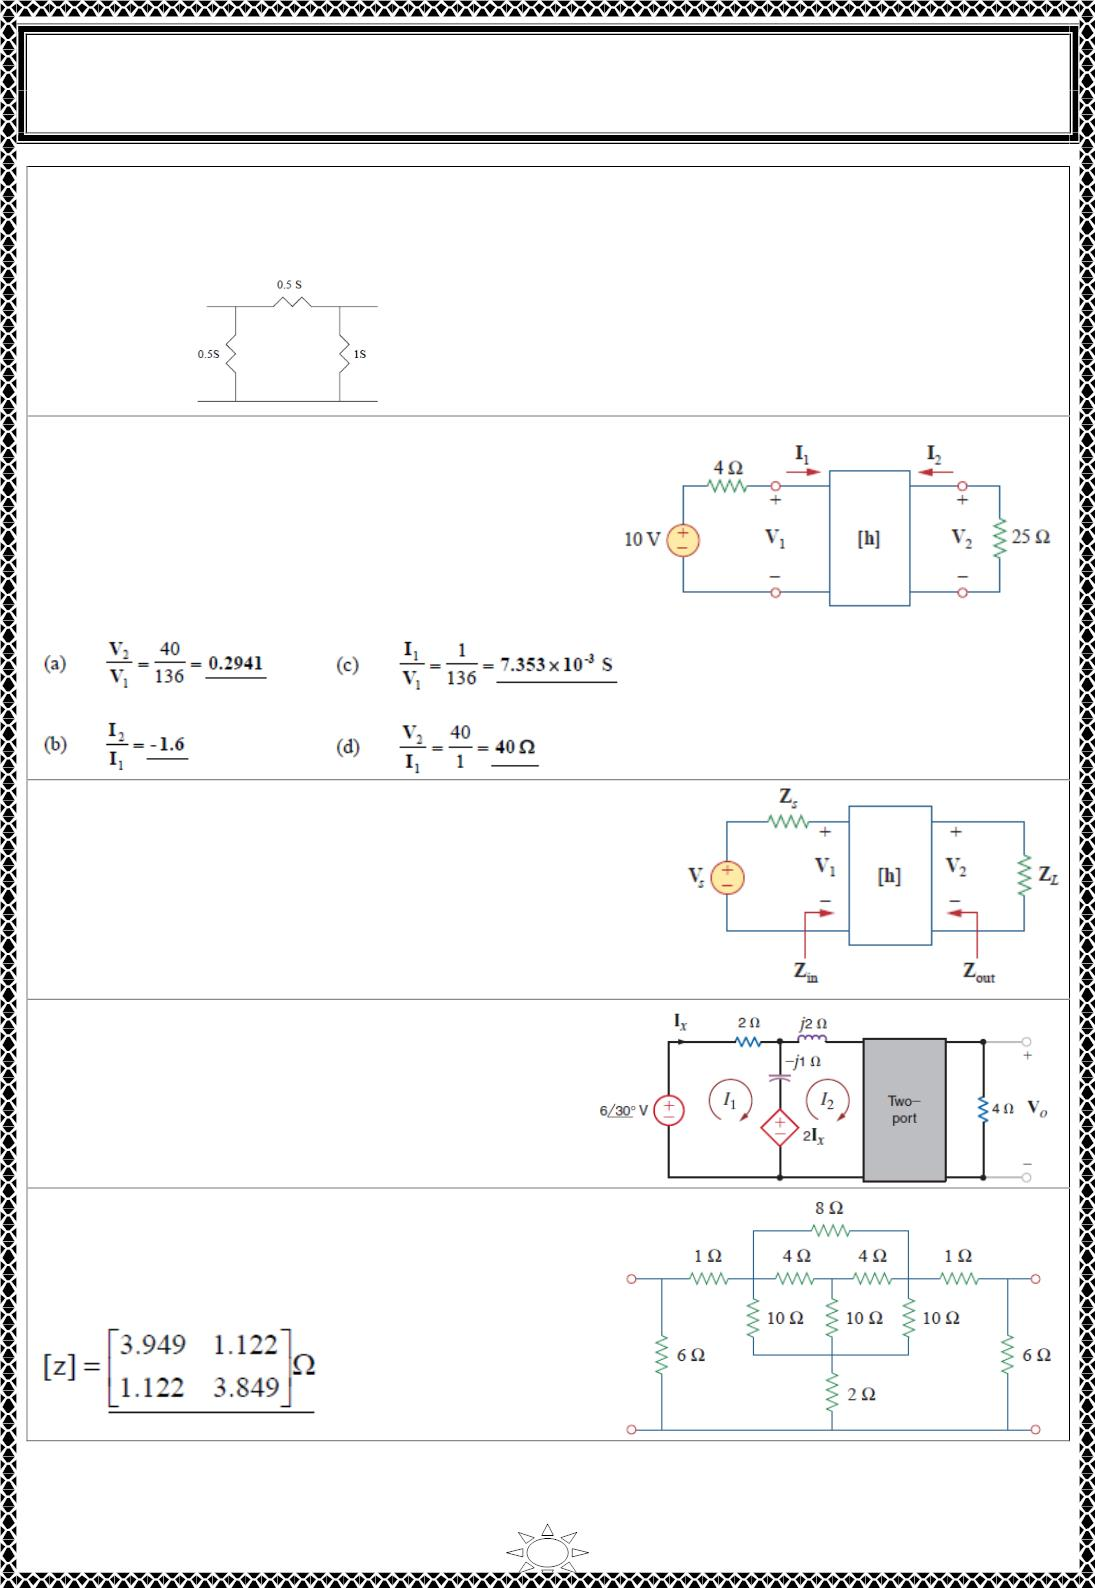 0.5 S
0.5S
1S
I₁
I₂
4 Ω
+
+
10 V
+
−
V₁
[h]
V₂
25 Ω
−
−
(a) V₂/V₁ = 40/136 = 0.2941
(c) I₁/V₁ = 1/136 = 7.353 × 10⁻³ S
(b) I₂/I₁ = -1.6
(d) V₂/I₁ = 40/1 = 40 Ω
Zₛ
+
+
Vₛ
+
−
V₁
[h]
V₂
Z_L
−
−
Z_in
Z_out
Iₓ
2 Ω
j2 Ω
−j1 Ω
+
6/30° V
+
−
I₁
I₂
Two–
port
4 Ω
Vₒ
+
−
2Iₓ
−
8 Ω
1 Ω
4 Ω
4 Ω
1 Ω
10 Ω
10 Ω
10 Ω
6 Ω
6 Ω
2 Ω
[z] = [3.949 1.122
1.122 3.849] Ω